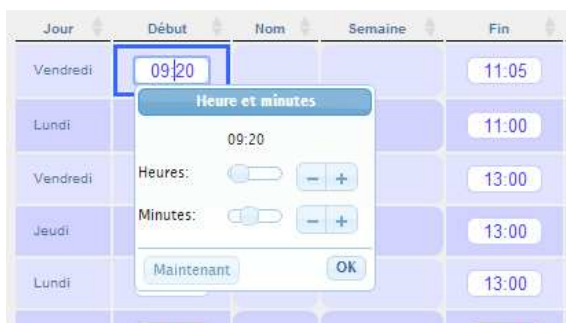 Jour Début Nom Semaine Fin
Vendredi 09:20 11:05
Heure et minutes
09:20
Lundi 11:00
Heures: - +
Vendredi 13:00
Minutes: - +
Jeudi 13:00
Maintenant OK
Lundi 13:00